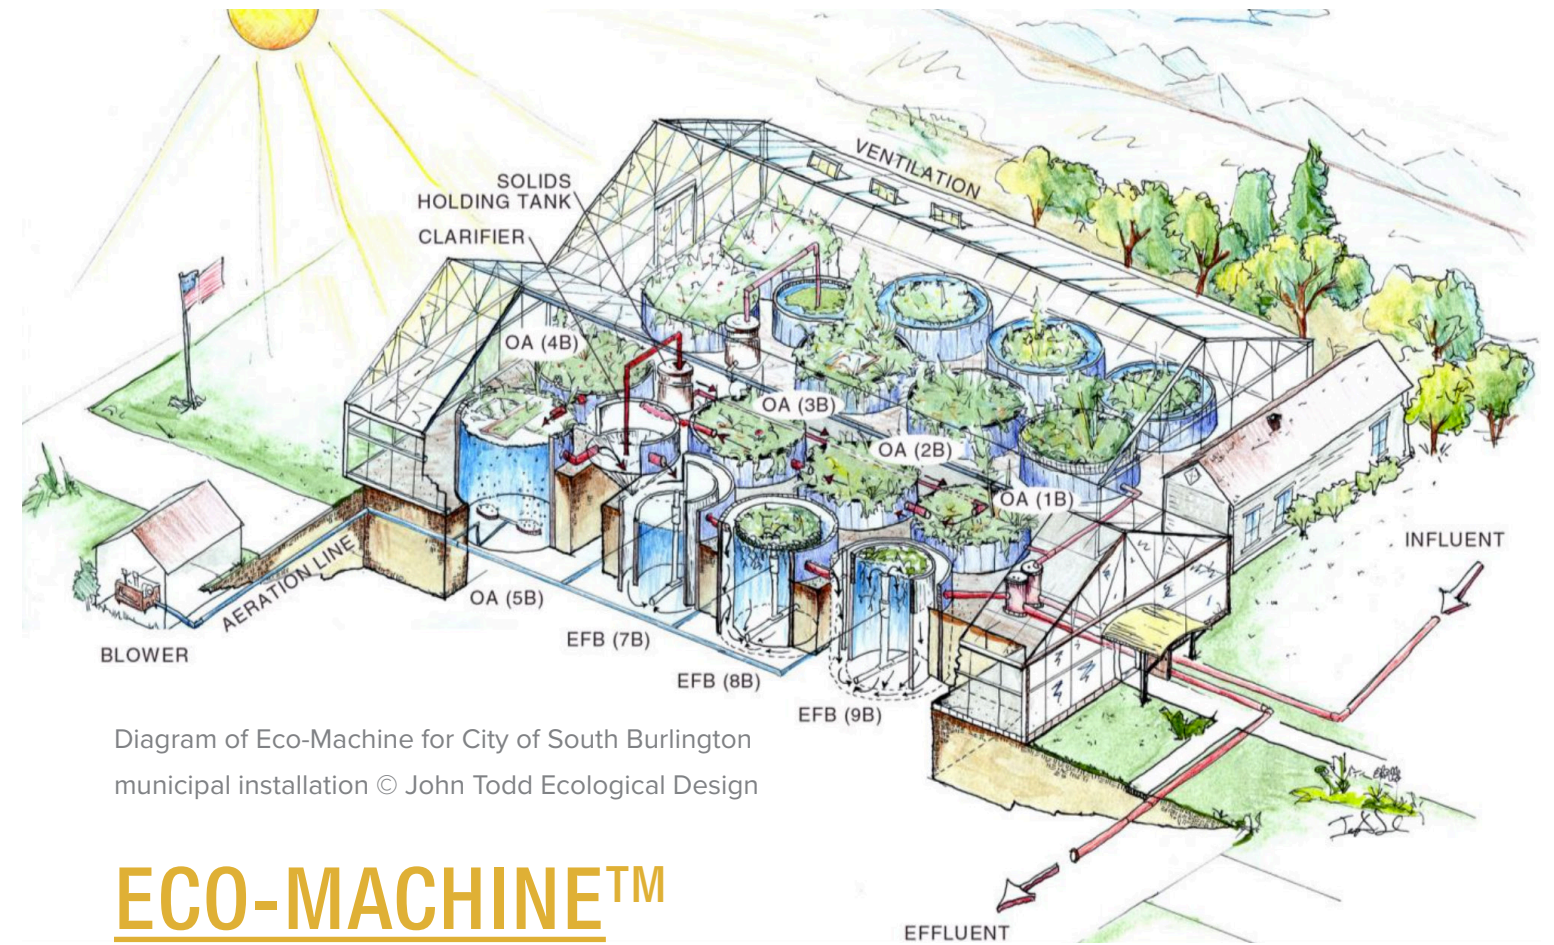 VENTILATION
SOLIDS
HOLDING TANK
CLARIFIER
OA (4B)
OA (3B)
OA (2B)
OA (1B)
INFLUENT
AERATION LINE
OA (5B)
BLOWER
EFB (7B)
EFB (8B)
EFB (9B)
Diagram of Eco-Machine for City of South Burlington
municipal installation © John Todd Ecological Design
ECO-MACHINE™
EFFLUENT